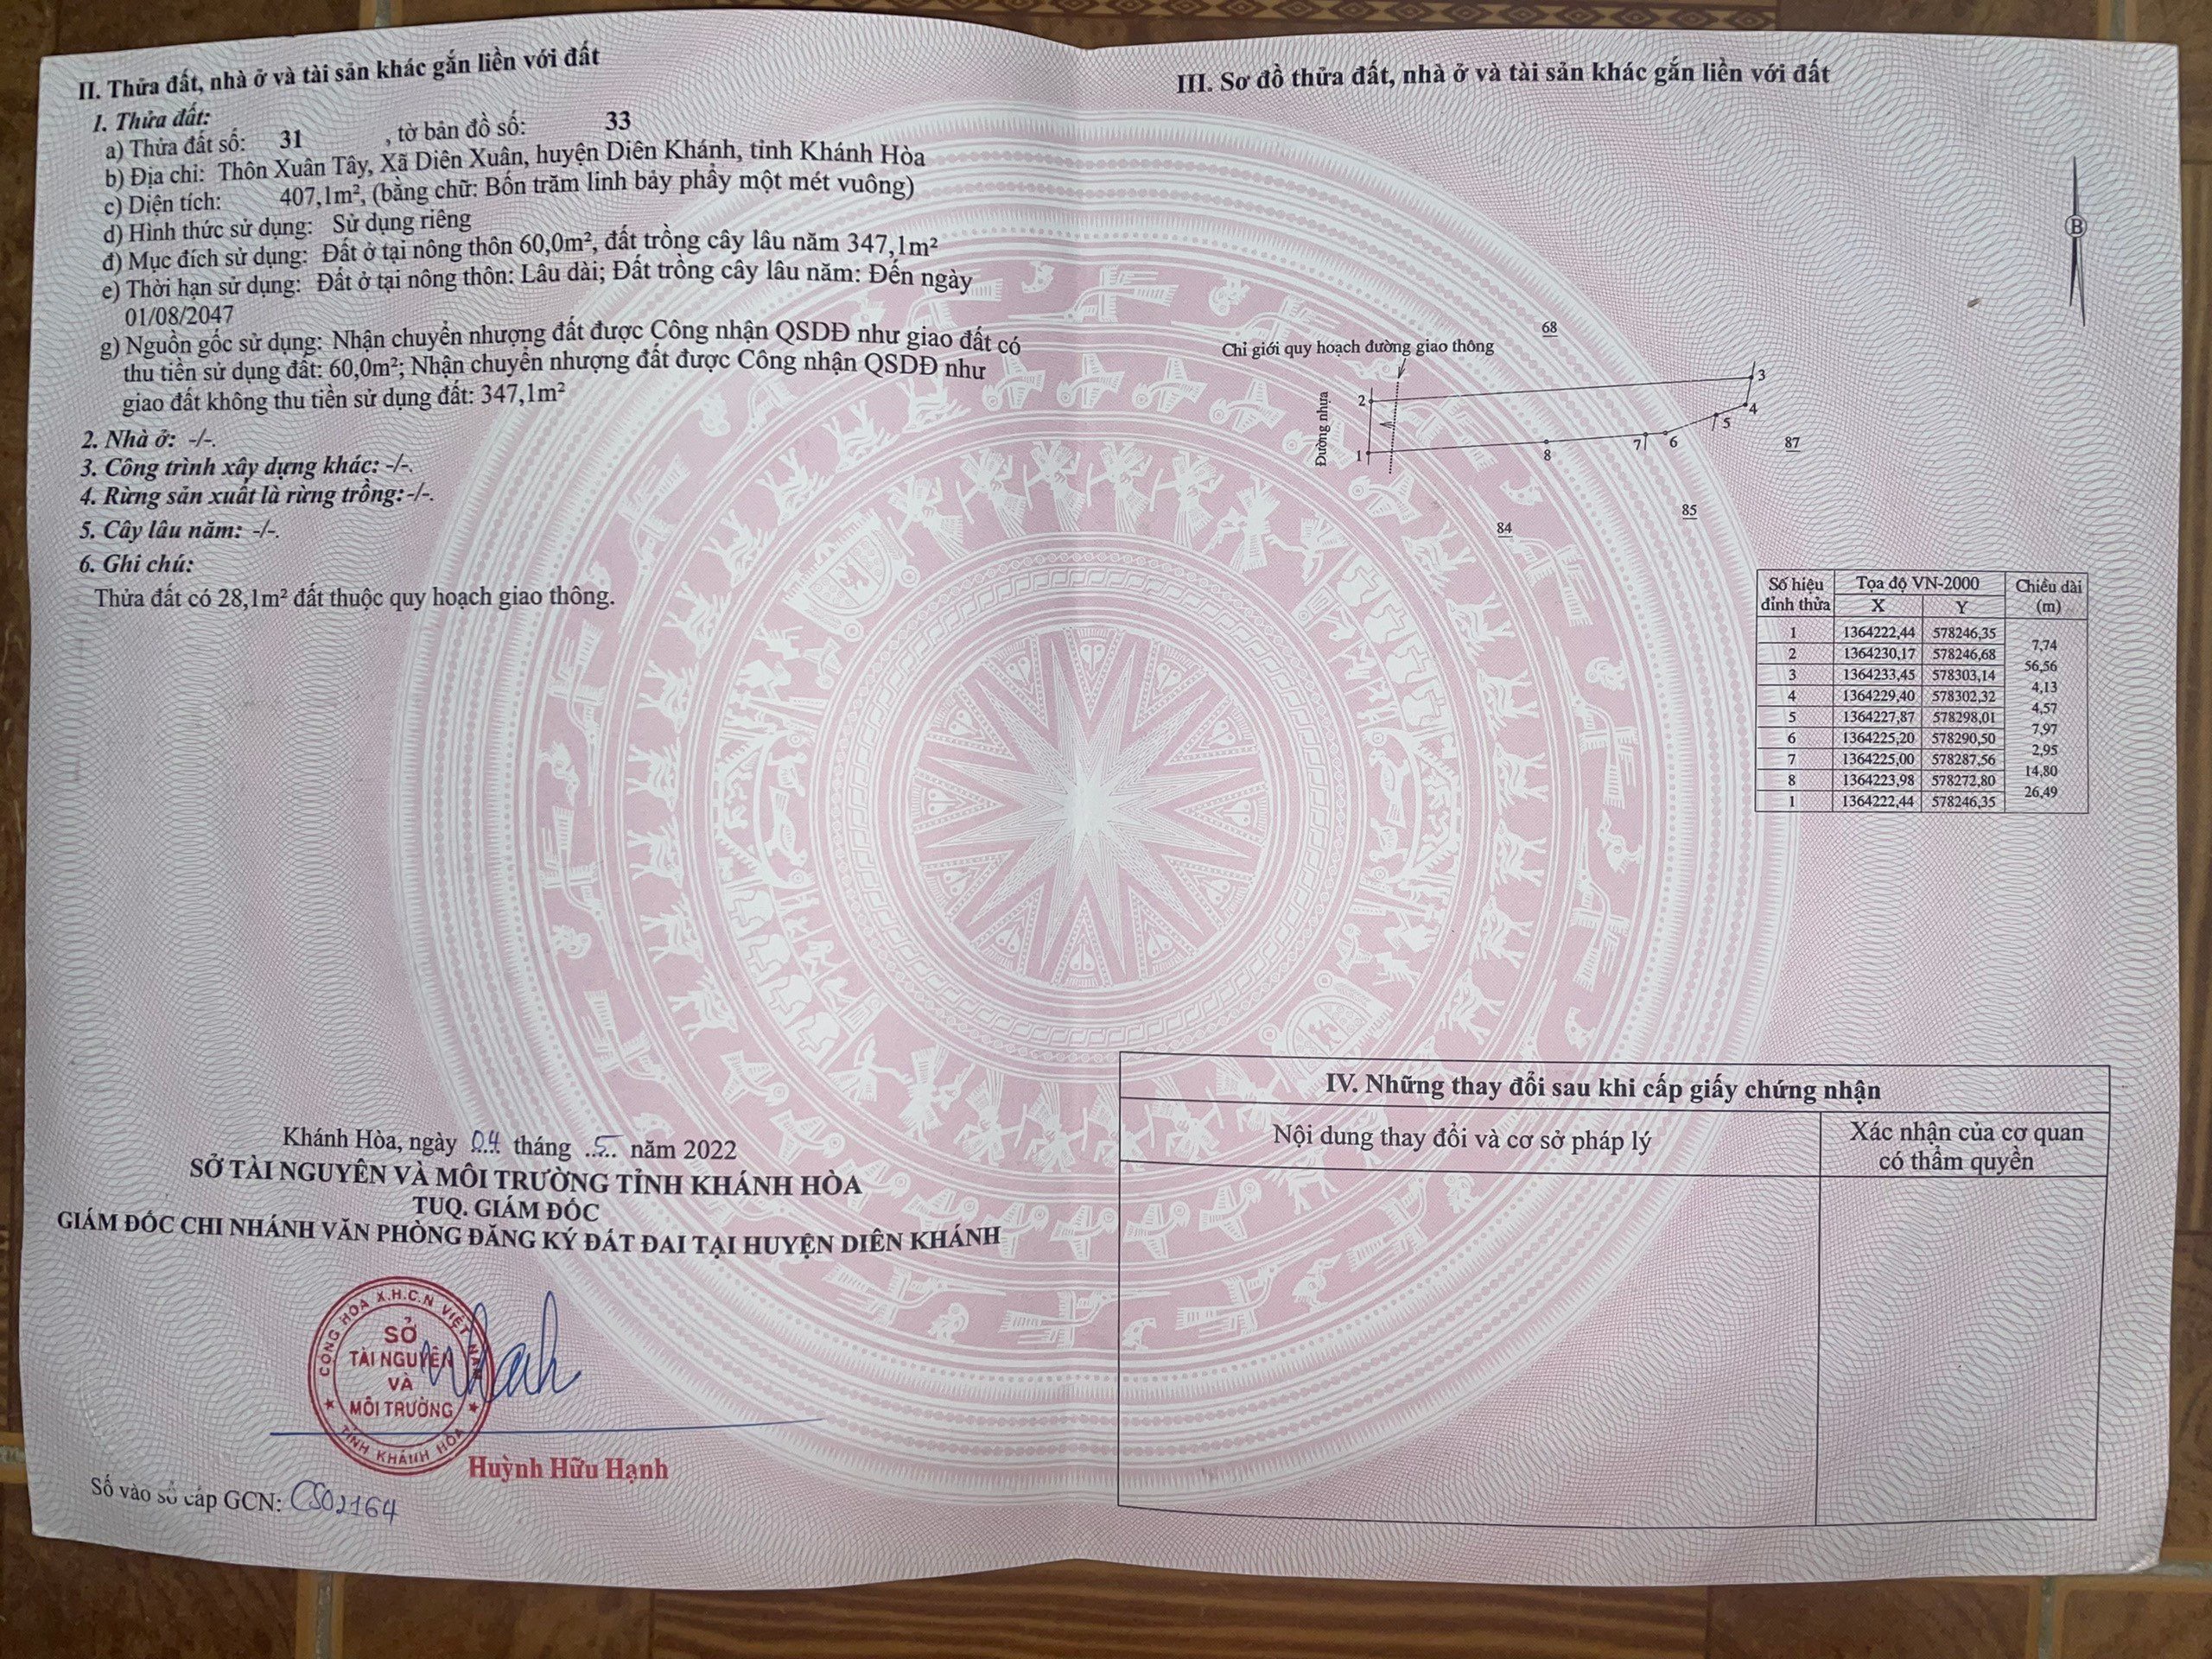 II. Thửa đất, nhà ở và tài sản khác gắn liền với đất
1. Thửa đất:
a) Thửa đất số: 31 , tờ bản đồ số: 33
b) Địa chỉ: Thôn Xuân Tây, Xã Diên Xuân, huyện Diên Khánh, tỉnh Khánh Hòa
c) Diện tích: 407,1m², (bằng chữ: Bốn trăm linh bảy phẩy một mét vuông)
d) Hình thức sử dụng: Sử dụng riêng
đ) Mục đích sử dụng: Đất ở tại nông thôn 60,0m², đất trồng cây lâu năm 347,1m²
e) Thời hạn sử dụng: Đất ở tại nông thôn: Lâu dài; Đất trồng cây lâu năm: Đến ngày
01/08/2047
g) Nguồn gốc sử dụng: Nhận chuyển nhượng đất được Công nhận QSDĐ như giao đất có
thu tiền sử dụng đất: 60,0m²; Nhận chuyển nhượng đất được Công nhận QSDĐ như
giao đất không thu tiền sử dụng đất: 347,1m²
2. Nhà ở: -/-.
3. Công trình xây dựng khác: -/-.
4. Rừng sản xuất là rừng trồng: -/-.
5. Cây lâu năm: -/-.
6. Ghi chú:
Thửa đất có 28,1m² đất thuộc quy hoạch giao thông.
Khánh Hòa, ngày 04 tháng 5 năm 2022
SỞ TÀI NGUYÊN VÀ MÔI TRƯỜNG TỈNH KHÁNH HÒA
TUQ. GIÁM ĐỐC
GIÁM ĐỐC CHI NHÁNH VĂN PHÒNG ĐĂNG KÝ ĐẤT ĐAI TẠI HUYỆN DIÊN KHÁNH
CỘNG HÒA X.H.C.N VIỆT NAM
SỞ
TÀI NGUYÊN
VÀ
MÔI TRƯỜNG
TỈNH KHÁNH HÒA
Huỳnh Hữu Hạnh
Số vào sổ cấp GCN: CS02164
III. Sơ đồ thửa đất, nhà ở và tài sản khác gắn liền với đất
B
68
Chỉ giới quy hoạch đường giao thông
Đường nhựa
2
3
4
5
1
8
7
6
87
85
84
Số hiệu đỉnh thửa Tọa độ VN-2000 Chiều dài (m)
X Y
1 1364222,44 578246,35
7,74
2 1364230,17 578246,68
56,56
3 1364233,45 578303,14
4,13
4 1364229,40 578302,32
4,57
5 1364227,87 578298,01
7,97
6 1364225,20 578290,50
2,95
7 1364225,00 578287,56
14,80
8 1364223,98 578272,80
26,49
1 1364222,44 578246,35
IV. Những thay đổi sau khi cấp giấy chứng nhận
Nội dung thay đổi và cơ sở pháp lý
Xác nhận của cơ quan
có thẩm quyền